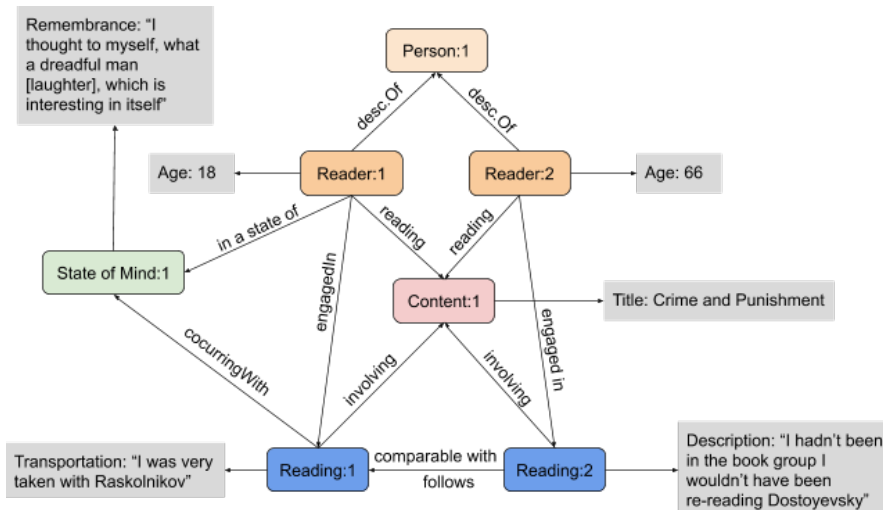 Remembrance: “I
thought to myself, what
a dreadful man
[laughter], which is
interesting in itself”
Person:1
desc.Of
desc.Of
Age: 18
Reader:1
Reader:2
Age: 66
in a state of
reading
reading
State of Mind:1
engagedIn
Content:1
Title: Crime and Punishment
engaged in
cocurringWith
involving
involving
Transportation: “I was very
taken with Raskolnikov”
Reading:1
comparable with
follows
Reading:2
Description: “I hadn’t been
in the book group I
wouldn’t have been
re-reading Dostoyevsky”